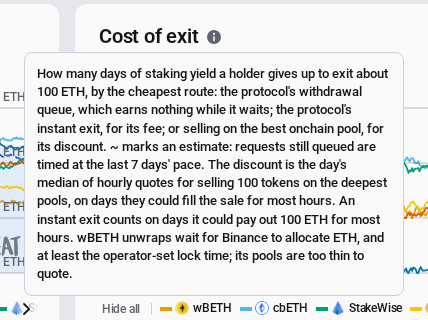 Cost of exit
ETH
ETH
ETH
ETH
How many days of staking yield a holder gives up to exit about
100 ETH, by the cheapest route: the protocol's withdrawal
queue, which earns nothing while it waits; the protocol's
instant exit, for its fee; or selling on the best onchain pool, for
its discount. ~ marks an estimate: requests still queued are
timed at the last 7 days' pace. The discount is the day's
median of hourly quotes for selling 100 tokens on the deepest
pools, on days they could fill the sale for most hours. An
instant exit counts on days it could pay out 100 ETH for most
hours. wBETH unwraps wait for Binance to allocate ETH, and
at least the operator-set lock time; its pools are too thin to
quote.
Hide all wBETH cbETH StakeWise